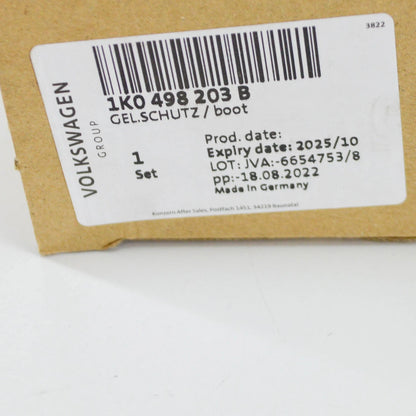 3822
VOLKSWAGEN
GROUP
1K0 498 203 B
GEL.SCHUTZ / boot
1
Set
Prod. date:
Expiry date: 2025/10
LOT: JVA:-6654753/8
pp:-18.08.2022
Made in Germany
Konzern After Sales, Postfach 1451, 34219 Baunatal